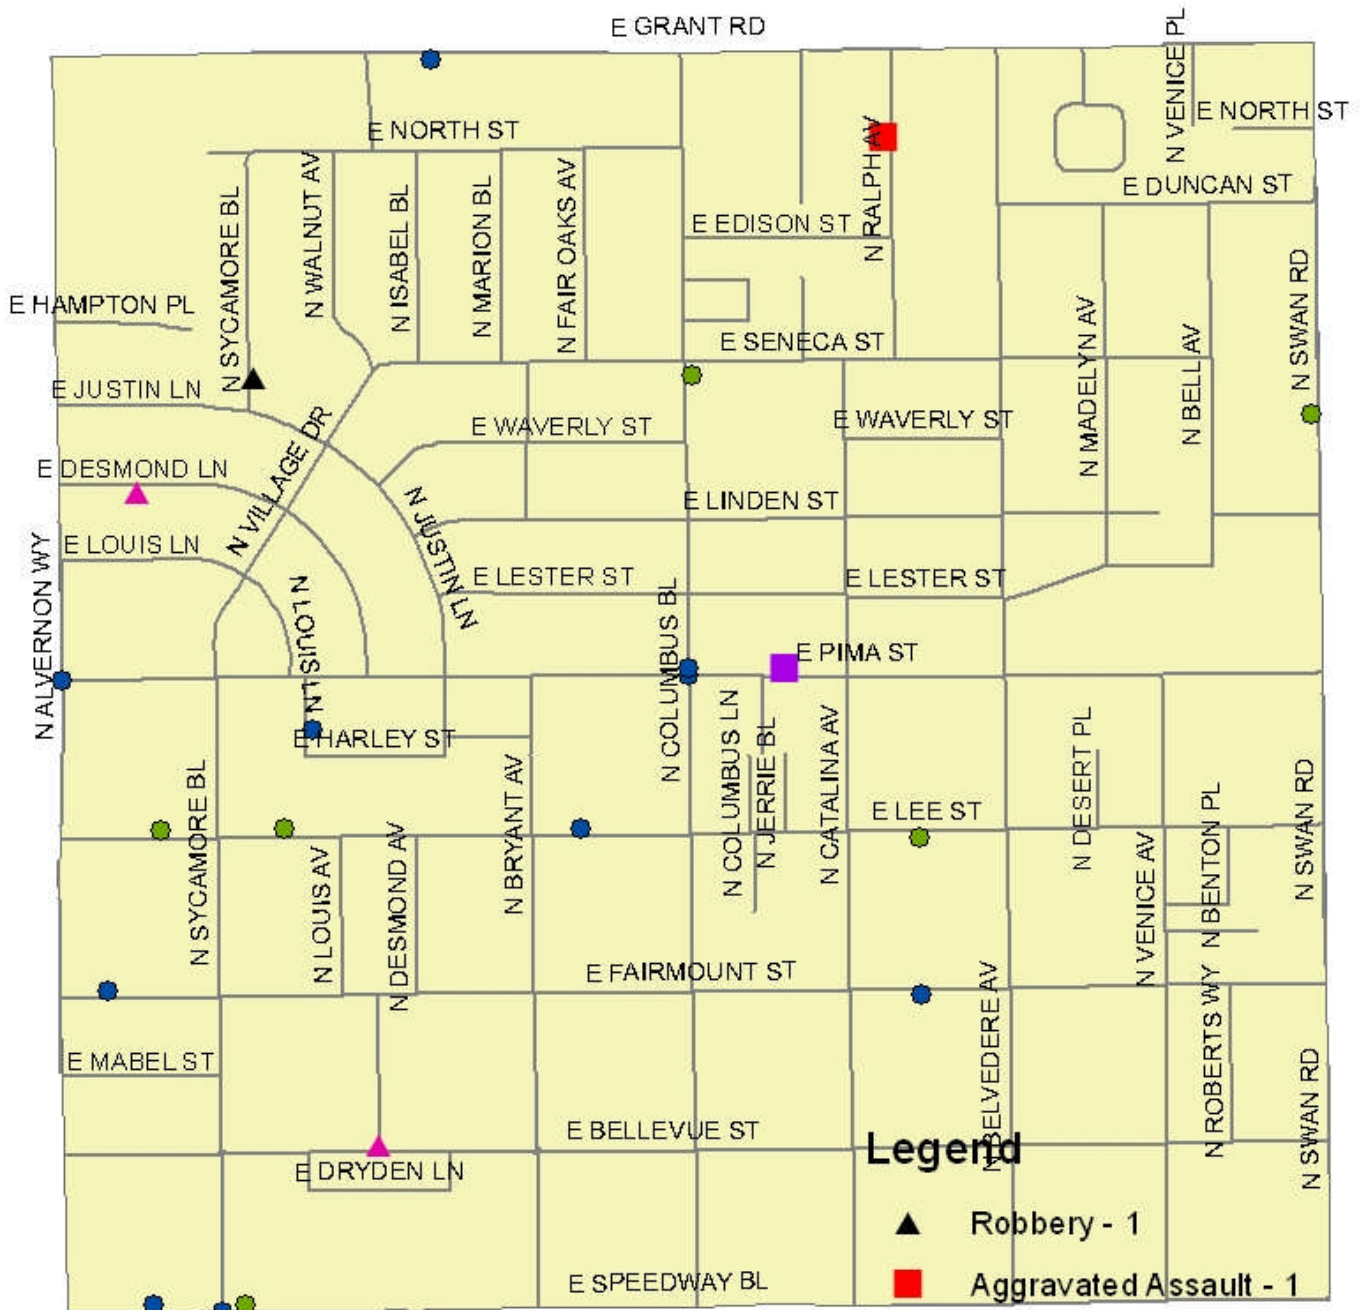 E GRANT RD
N VENICE PL
E NORTH ST
E NORTH ST
N RALPH AV
E DUNCAN ST
N SYCAMORE BL
N WALNUT AV
N ISABEL BL
N MARION BL
N FAIR OAKS AV
E EDISON ST
N SWAN RD
E HAMPTON PL
E SENECA ST
N MADELYN AV
N BELL AV
E JUSTIN LN
E WAVERLY ST
E WAVERLY ST
N VILLAGE DR
E DESMOND LN
N JUSTIN LN
E LINDEN ST
E LOUIS LN
N LOUIS LN
E LESTER ST
E LESTER ST
N ALVERNON WY
N COLUMBUS BL
E PIMA ST
E HARLEY ST
N COLUMBUS LN
N JERRIE BL
N CATALINA AV
N DESERT PL
N SYCAMORE BL
N BRYANT AV
E LEE ST
N BENTON PL
N SWAN RD
N LOUIS AV
N DESMOND AV
N VENICE AV
E FAIRMOUNT ST
N BELVEDERE AV
N ROBERTS WY
E MABEL ST
N SWAN RD
E BELLEVUE ST
E DRYDEN LN
Legend
Robbery - 1
E SPEEDWAY BL
Aggravated Assault - 1